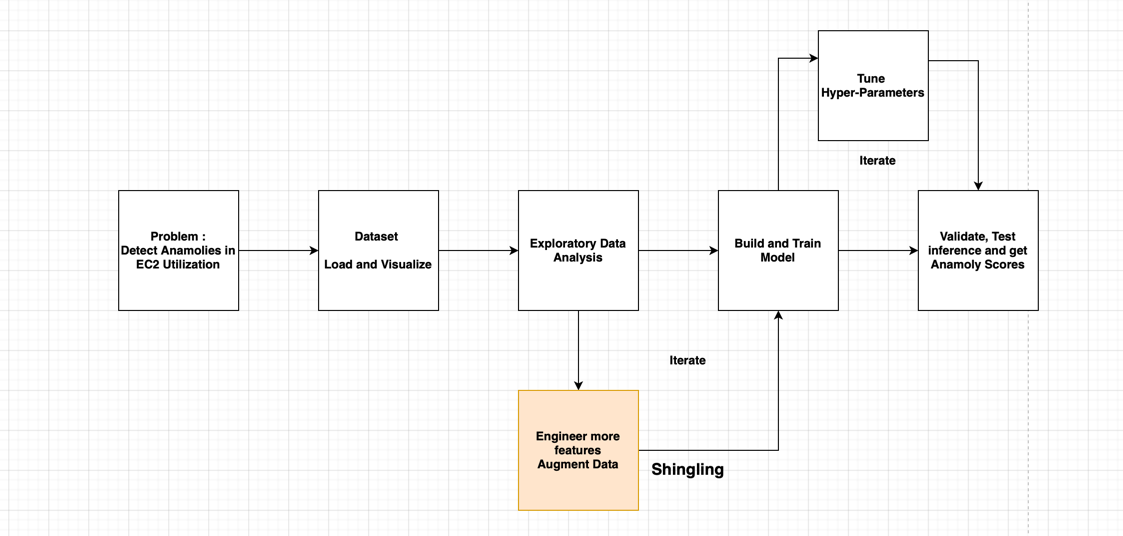 Tune
Hyper-Parameters
Iterate
Problem :
Detect Anamolies in
EC2 Utilization
Dataset
Load and Visualize
Exploratory Data
Analysis
Build and Train
Model
Validate, Test
inference and get
Anamoly Scores
Iterate
Engineer more
features
Augment Data
Shingling